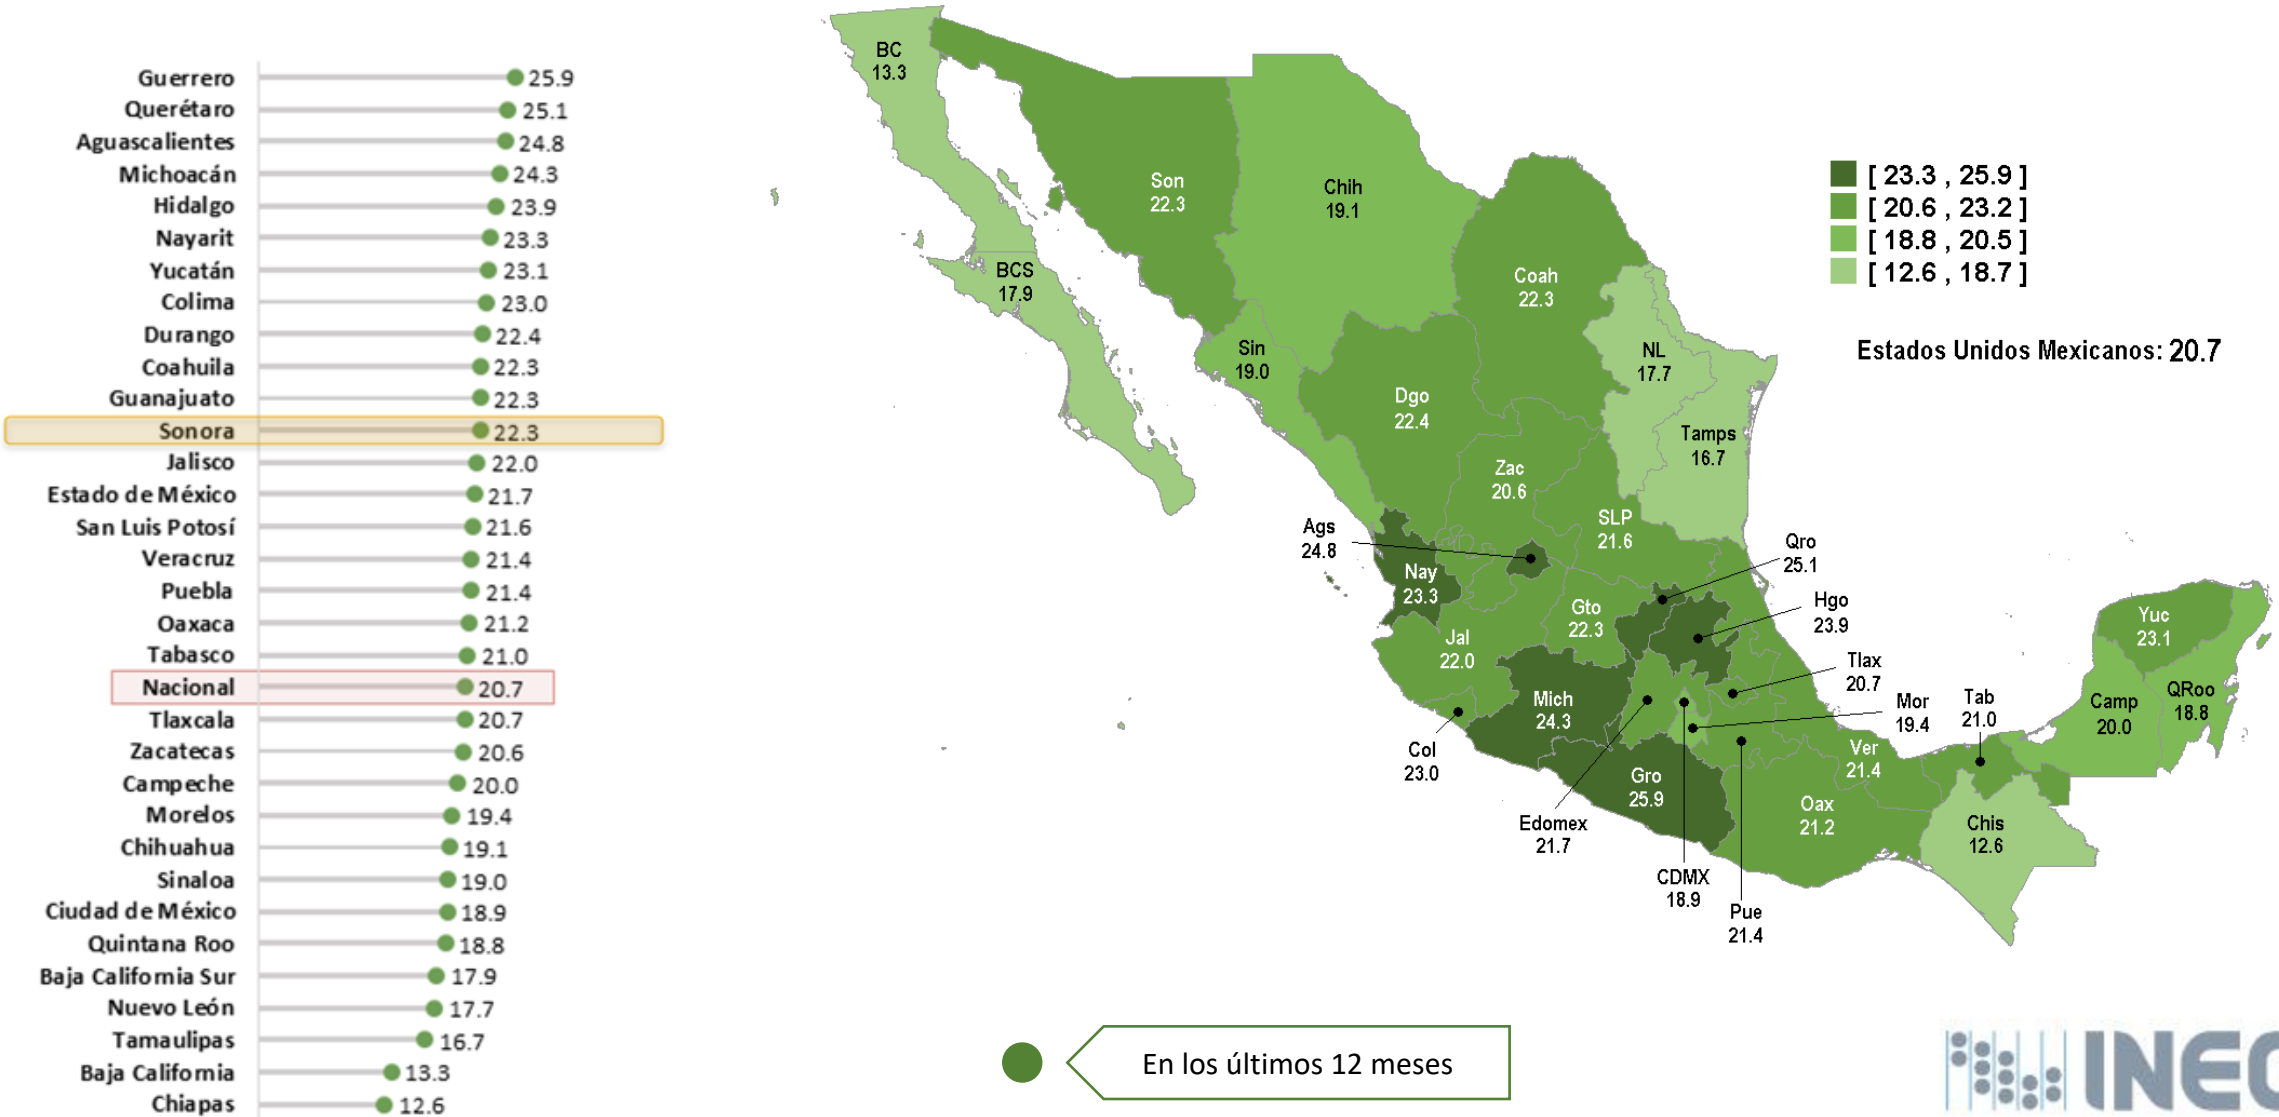 Guerrero 25.9
Querétaro 25.1
Aguascalientes 24.8
Michoacán 24.3
Hidalgo 23.9
Nayarit 23.3
Yucatán 23.1
Colima 23.0
Durango 22.4
Coahuila 22.3
Guanajuato 22.3
Sonora 22.3
Jalisco 22.0
Estado de México 21.7
San Luis Potosí 21.6
Veracruz 21.4
Puebla 21.4
Oaxaca 21.2
Tabasco 21.0
Nacional 20.7
Tlaxcala 20.7
Zacatecas 20.6
Campeche 20.0
Morelos 19.4
Chihuahua 19.1
Sinaloa 19.0
Ciudad de México 18.9
Quintana Roo 18.8
Baja California Sur 17.9
Nuevo León 17.7
Tamaulipas 16.7
Baja California 13.3
Chiapas 12.6
BC
13.3
Son
22.3
Chih
19.1
BCS
17.9
Coah
22.3
Sin
19.0
NL
17.7
Dgo
22.4
Tamps
16.7
Zac
20.6
SLP
21.6
Ags
24.8
Nay
23.3
Qro
25.1
Gto
22.3
Hgo
23.9
Jal
22.0
Tlax
20.7
Mich
24.3
Mor
19.4
Tab
21.0
Yuc
23.1
Camp
20.0
QRoo
18.8
Col
23.0
Ver
21.4
Gro
25.9
Oax
21.2
Edomex
21.7
Chis
12.6
CDMX
18.9
Pue
21.4
[ 23.3 , 25.9 ]
[ 20.6 , 23.2 ]
[ 18.8 , 20.5 ]
[ 12.6 , 18.7 ]
Estados Unidos Mexicanos: 20.7
En los últimos 12 meses
INEG